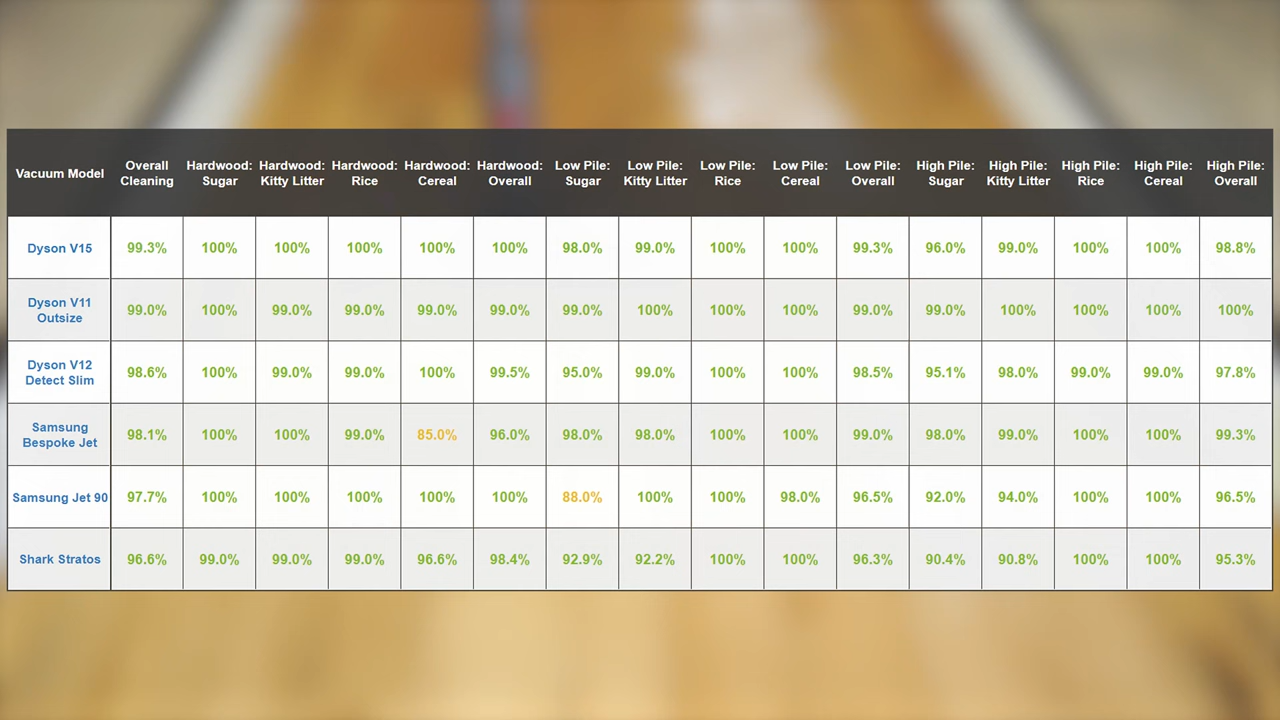 Vacuum Model Overall Cleaning Hardwood: Sugar Hardwood: Kitty Litter Hardwood: Rice Hardwood: Cereal Hardwood: Overall Low Pile: Sugar Low Pile: Kitty Litter Low Pile: Rice Low Pile: Cereal Low Pile: Overall High Pile: Sugar High Pile: Kitty Litter High Pile: Rice High Pile: Cereal High Pile: Overall
Dyson V15 99.3% 100% 100% 100% 100% 100% 98.0% 99.0% 100% 100% 99.3% 96.0% 99.0% 100% 100% 98.8%
Dyson V11 Outsize 99.0% 100% 99.0% 99.0% 99.0% 99.0% 99.0% 100% 100% 100% 99.0% 99.0% 100% 100% 100% 100%
Dyson V12 Detect Slim 98.6% 100% 99.0% 99.0% 100% 99.5% 95.0% 99.0% 100% 100% 98.5% 95.1% 98.0% 99.0% 99.0% 97.8%
Samsung Bespoke Jet 98.1% 100% 100% 99.0% 85.0% 96.0% 98.0% 98.0% 100% 100% 99.0% 98.0% 99.0% 100% 100% 99.3%
Samsung Jet 90 97.7% 100% 100% 100% 100% 100% 88.0% 100% 100% 98.0% 96.5% 92.0% 94.0% 100% 100% 96.5%
Shark Stratos 96.6% 99.0% 99.0% 99.0% 96.6% 98.4% 92.9% 92.2% 100% 100% 96.3% 90.4% 90.8% 100% 100% 95.3%